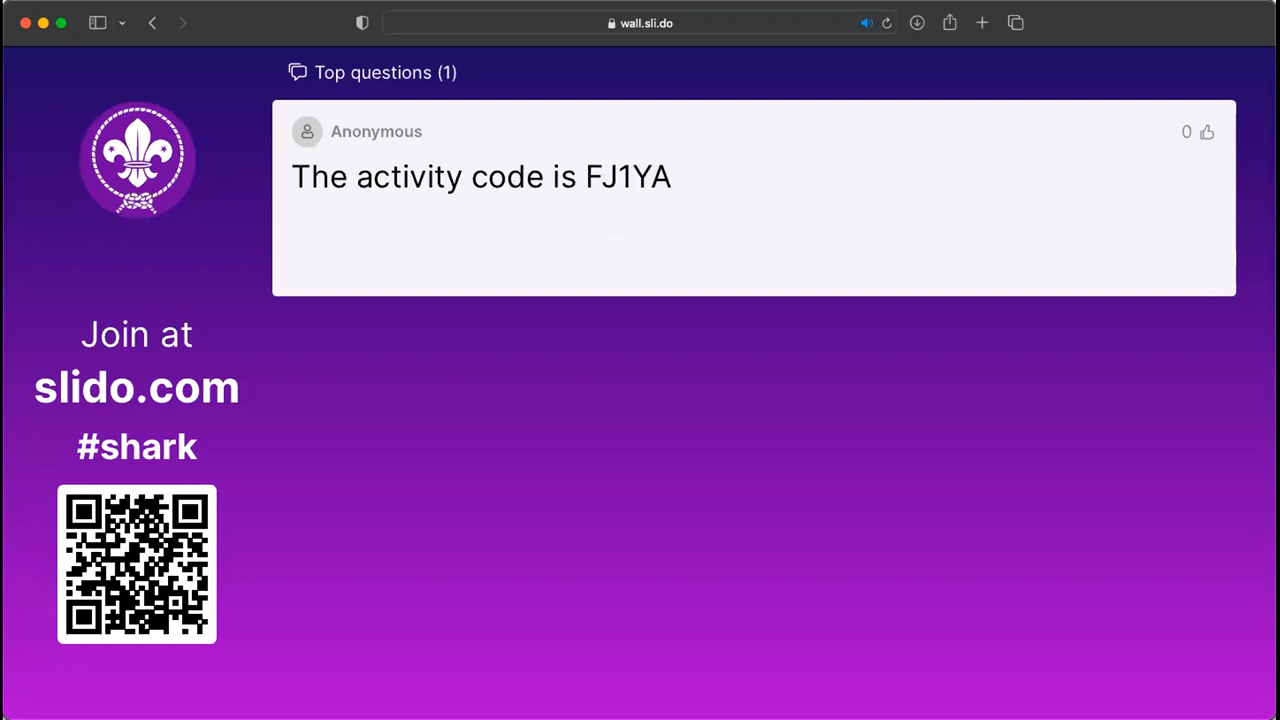 wall.sli.do
Top questions (1)
Anonymous
0
The activity code is FJ1YA
Join at
slido.com
#shark